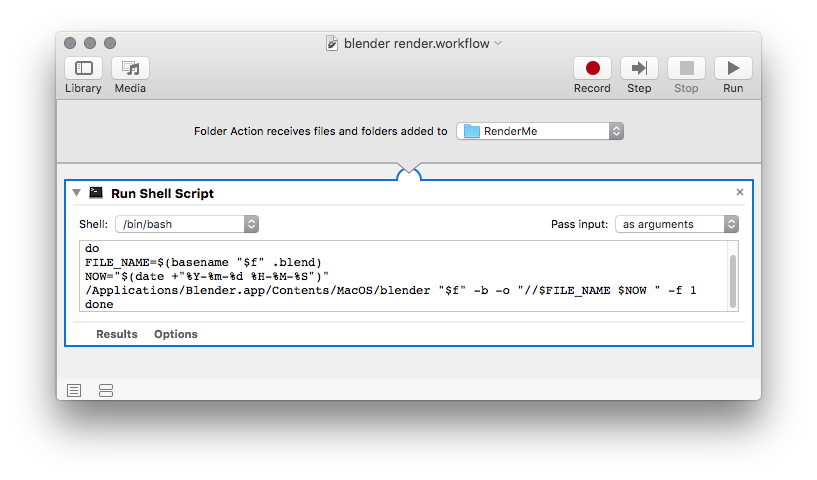 blender render.workflow
Library Media Record Step Stop Run
Folder Action receives files and folders added to RenderMe
Run Shell Script
Shell: /bin/bash Pass input: as arguments
do
FILE_NAME=$(basename "$f" .blend)
NOW="$(date +"%Y-%m-%d %H-%M-%S")"
/Applications/Blender.app/Contents/MacOS/blender "$f" -b -o "//$FILE_NAME $NOW " -f 1
done
Results Options